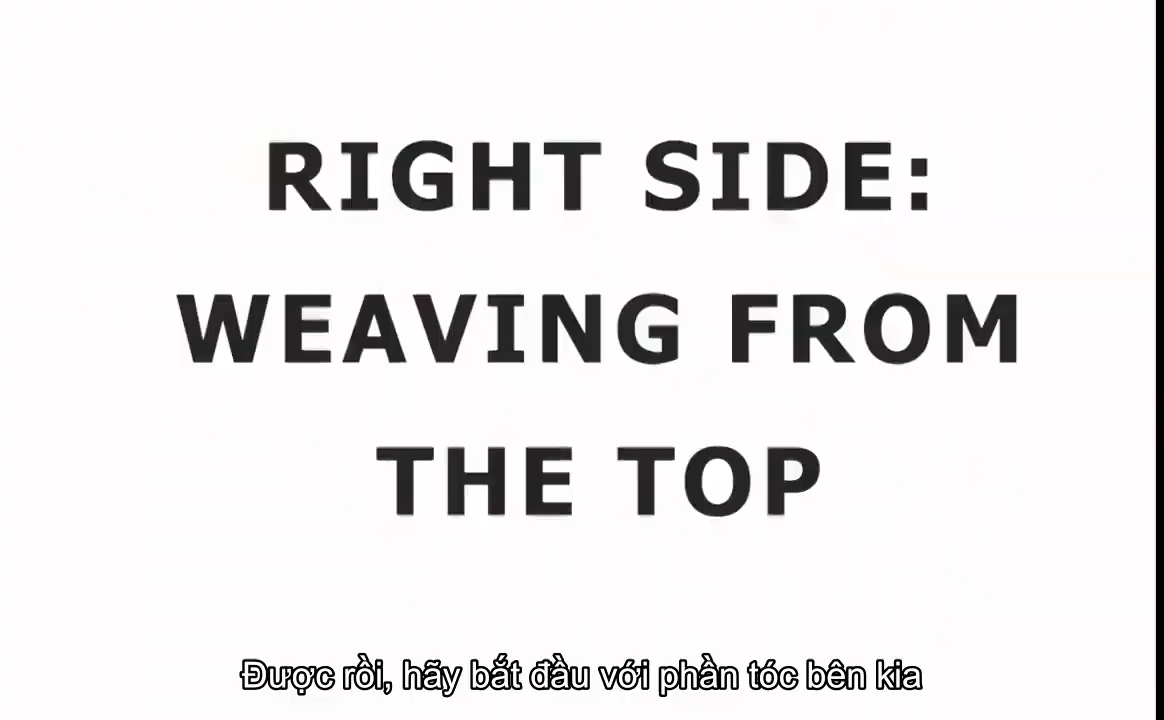 RIGHT SIDE:
WEAVING FROM
THE TOP
Được rồi, hãy bắt đầu với phần tóc bên kia